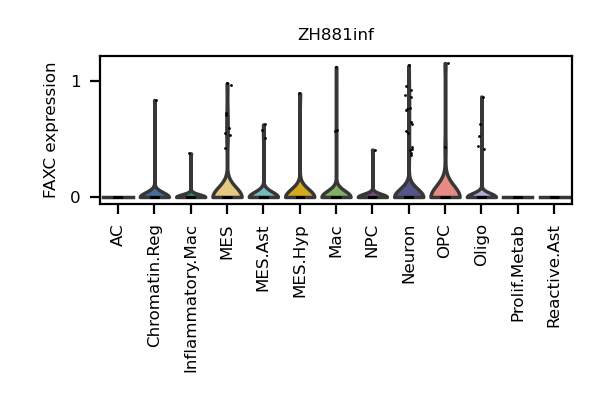 ZH881inf
FAXC expression
1
0
AC
Chromatin.Reg
Inflammatory.Mac
MES
MES.Ast
MES.Hyp
Mac
NPC
Neuron
OPC
Oligo
Prolif.Metab
Reactive.Ast